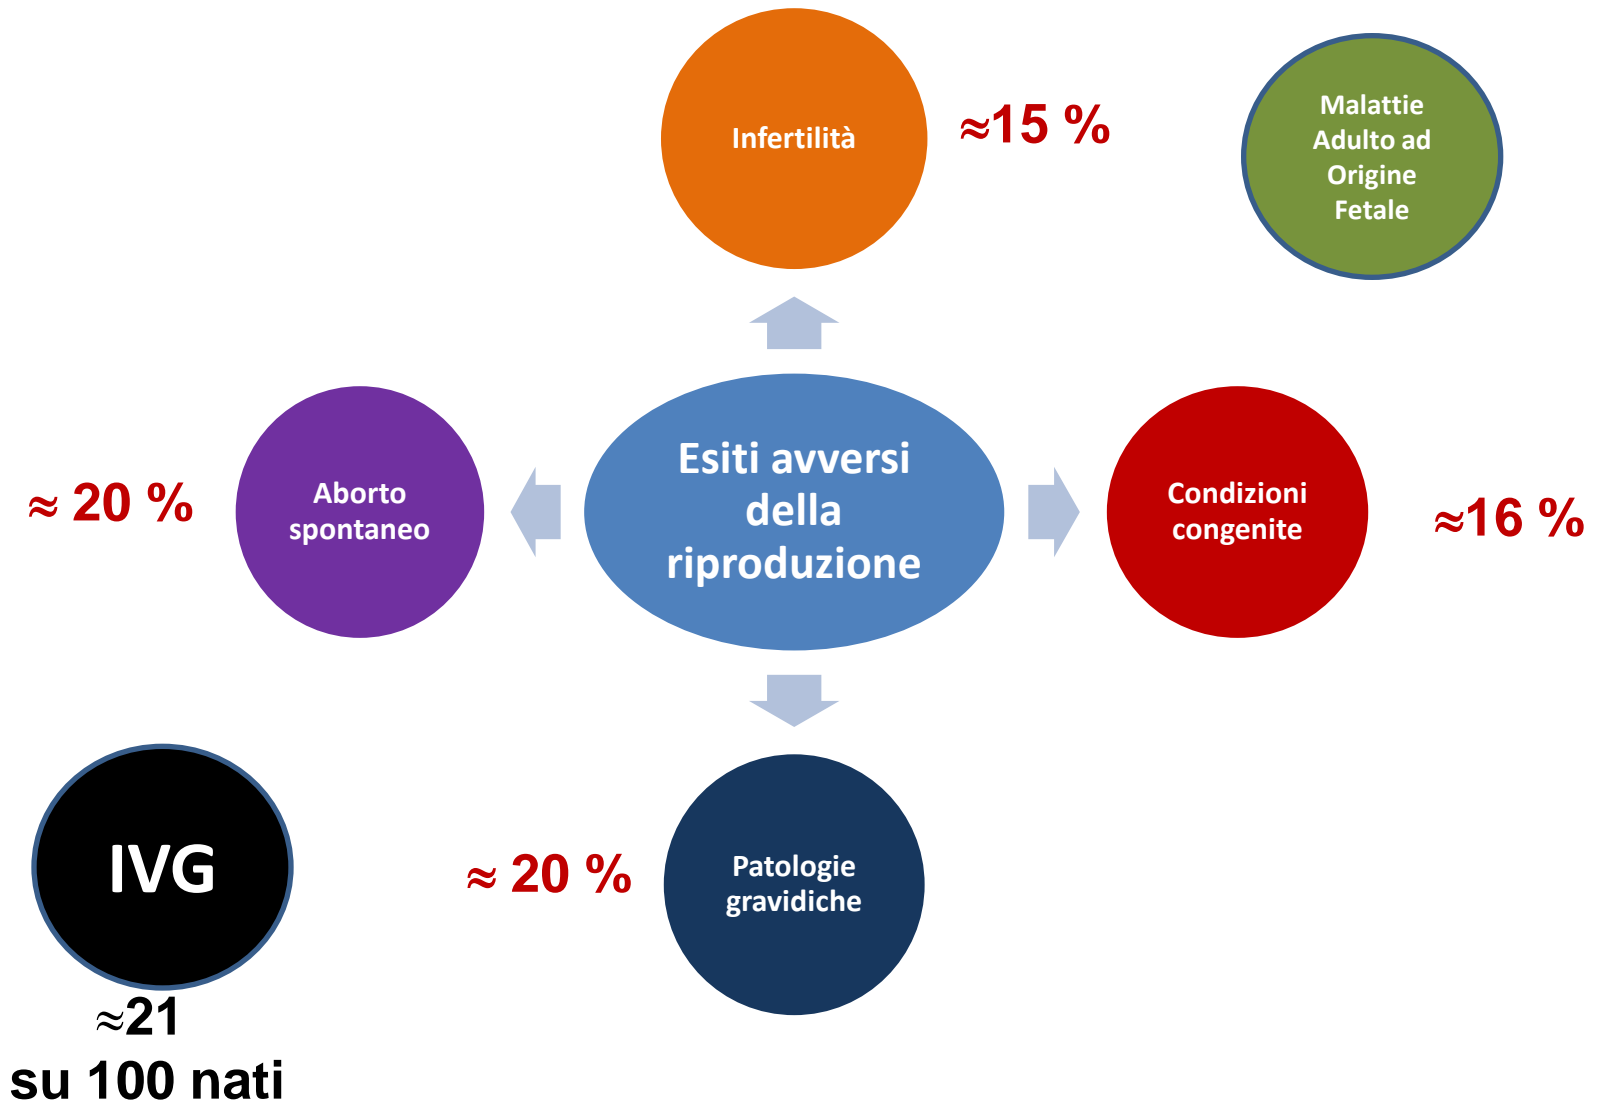 Infertilità
≈15 %
Malattie
Adulto ad
Origine
Fetale
≈ 20 %
Aborto
spontaneo
Esiti avversi
della
riproduzione
Condizioni
congenite
≈16 %
IVG
≈21
su 100 nati
≈ 20 %
Patologie
gravidiche